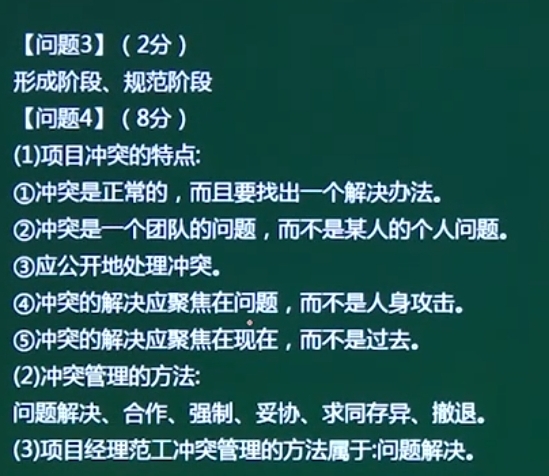 【问题3】（2分）
形成阶段、规范阶段
【问题4】（8分）
(1)项目冲突的特点:
①冲突是正常的，而且要找出一个解决办法。
②冲突是一个团队的问题，而不是某人的个人问题。
③应公开地处理冲突。
④冲突的解决应聚焦在问题，而不是人身攻击。
⑤冲突的解决应聚焦在现在，而不是过去。
(2)冲突管理的方法:
问题解决、合作、强制、妥协、求同存异、撤退。
(3)项目经理范工冲突管理的方法属于:问题解决。